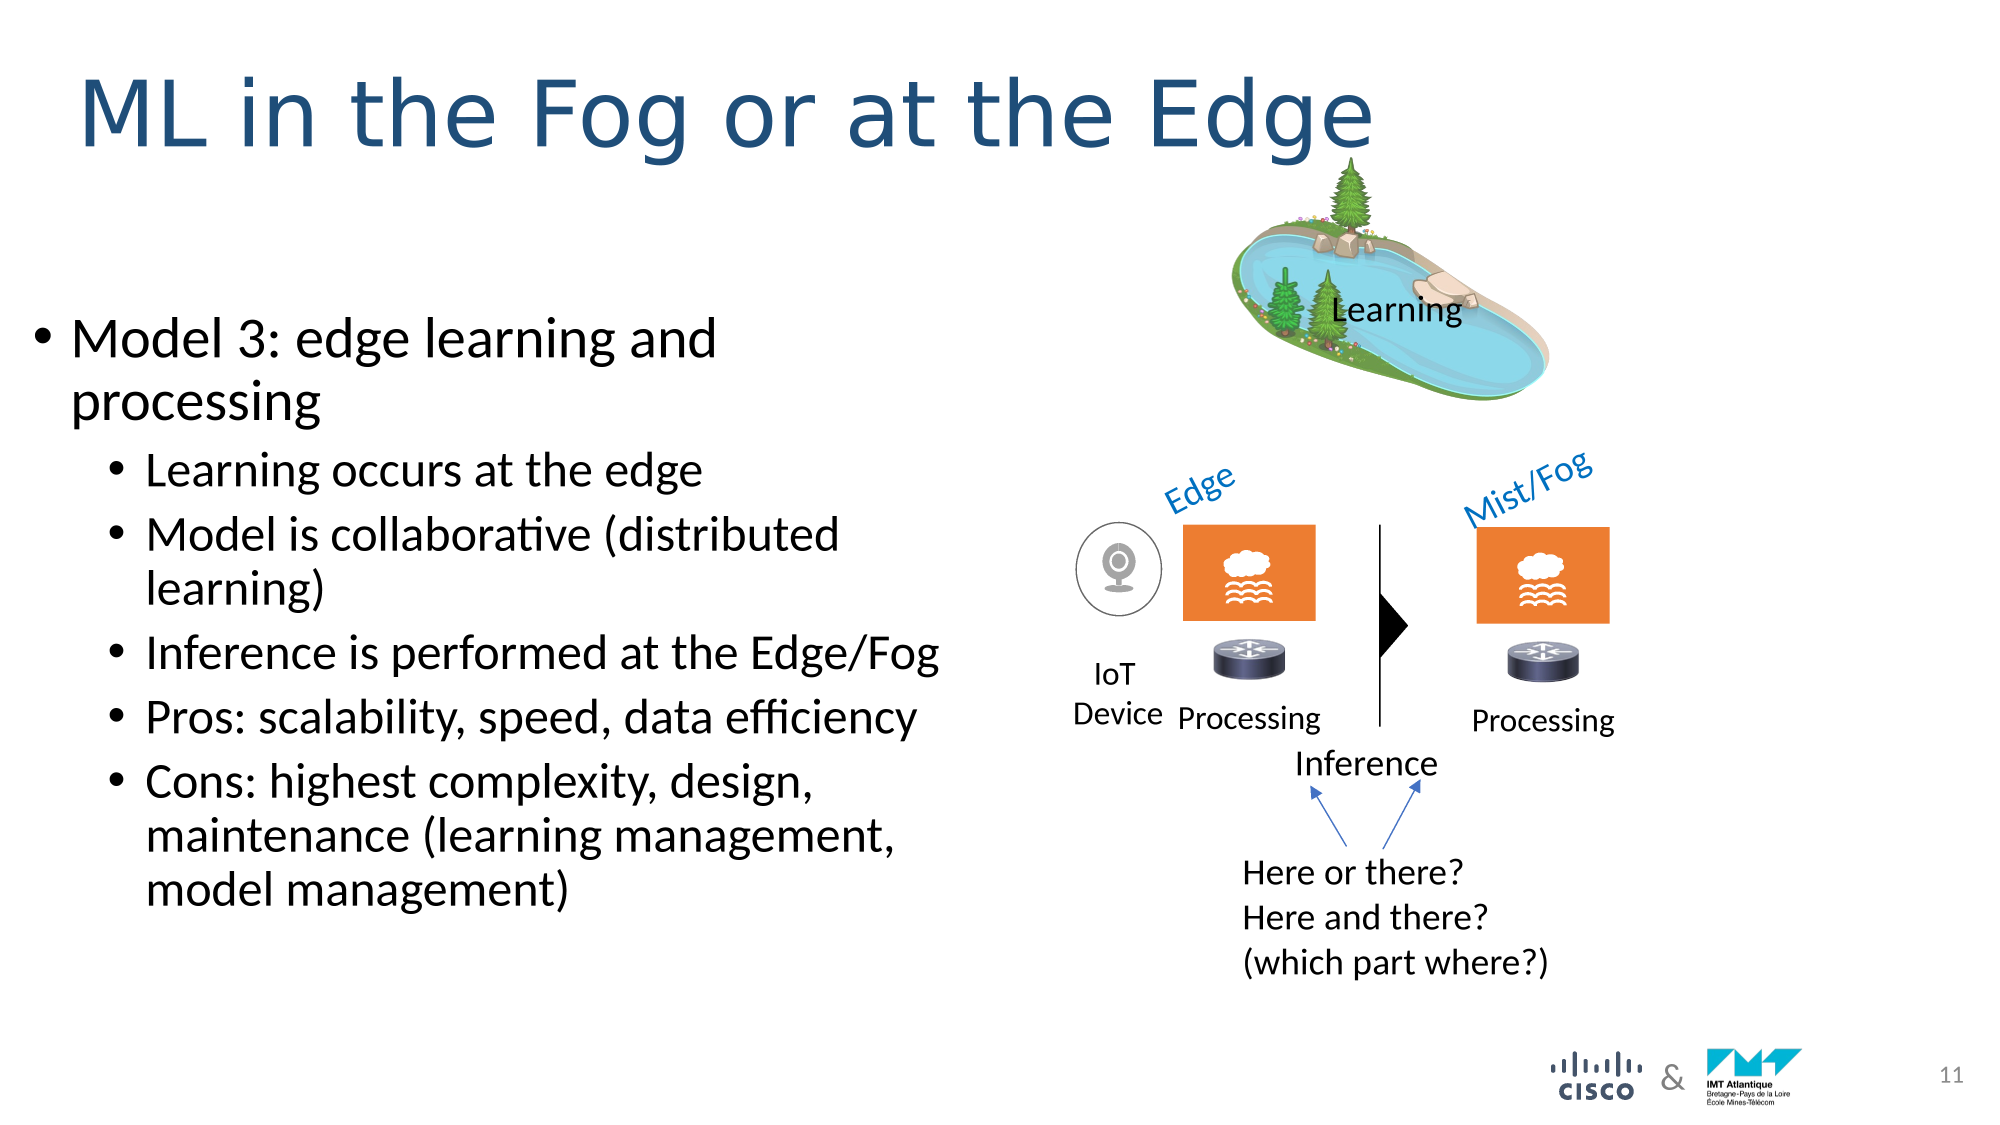 ML in the Fog or at the Edge
• Model 3: edge learning and
processing
• Learning occurs at the edge
• Model is collaborative (distributed
learning)
• Inference is performed at the Edge/Fog
• Pros: scalability, speed, data efficiency
• Cons: highest complexity, design,
maintenance (learning management,
model management)
Learning
Edge
Mist/Fog
IoT
Device
Processing
Processing
Inference
Here or there?
Here and there?
(which part where?)
CISCO
&
IMT Atlantique
Bretagne-Pays de la Loire
École Mines-Télécom
11